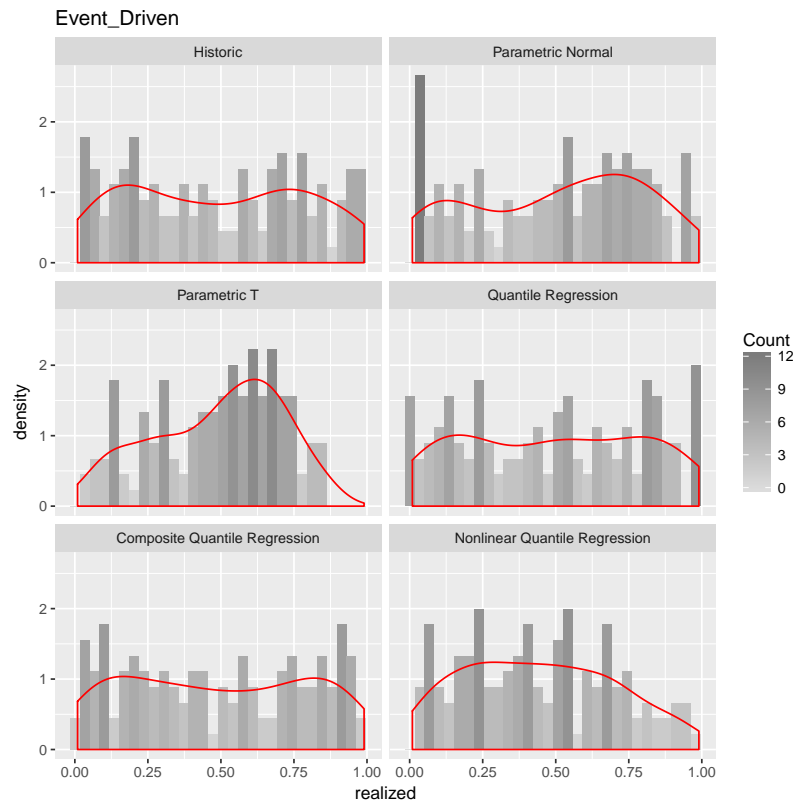 Event_Driven
Historic
Parametric Normal
2
1
0
Parametric T
Quantile Regression
2
1
0
Composite Quantile Regression
Nonlinear Quantile Regression
2
1
0
0.00 0.25 0.50 0.75 1.00
0.00 0.25 0.50 0.75 1.00
realized
density
Count
12
9
6
3
0